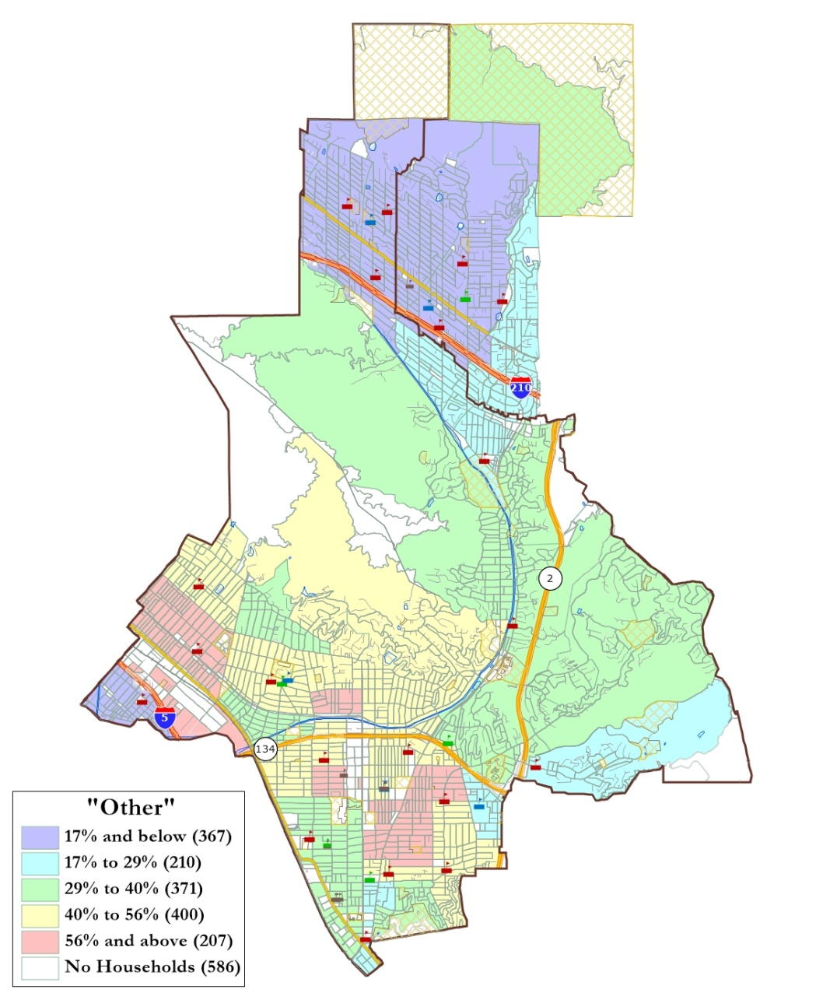 210
2
5
134
"Other"
17% and below (367)
17% to 29% (210)
29% to 40% (371)
40% to 56% (400)
56% and above (207)
No Households (586)